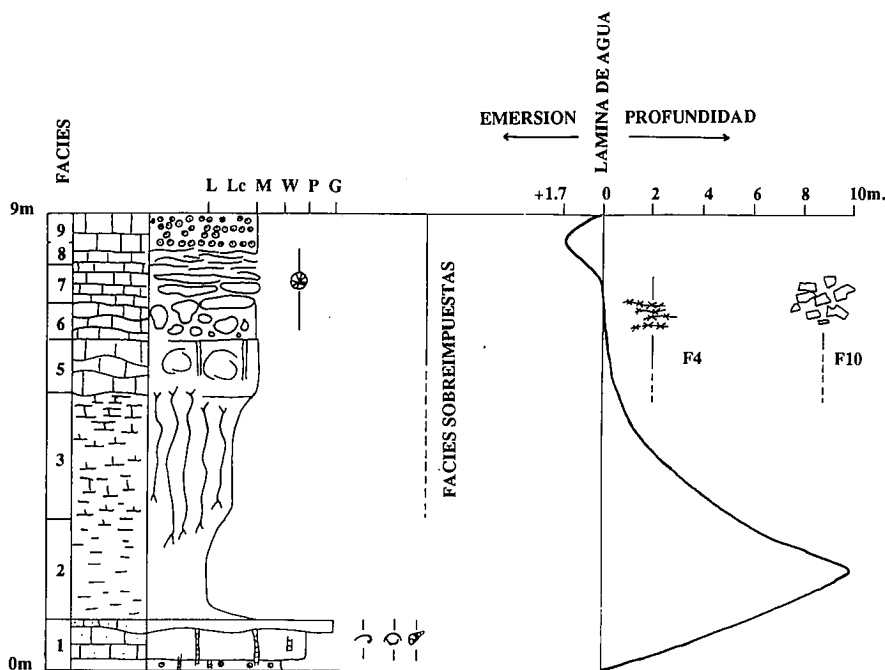 LAMINA DE AGUA
EMERSION PROFUNDIDAD
FACIES
L Lc M W P G
+1.7 0 2 4 6 8 10m.
9m
9
8
7
6
5
3
2
1
0m
FACIES SOBREIMPUESTAS
F4
F10